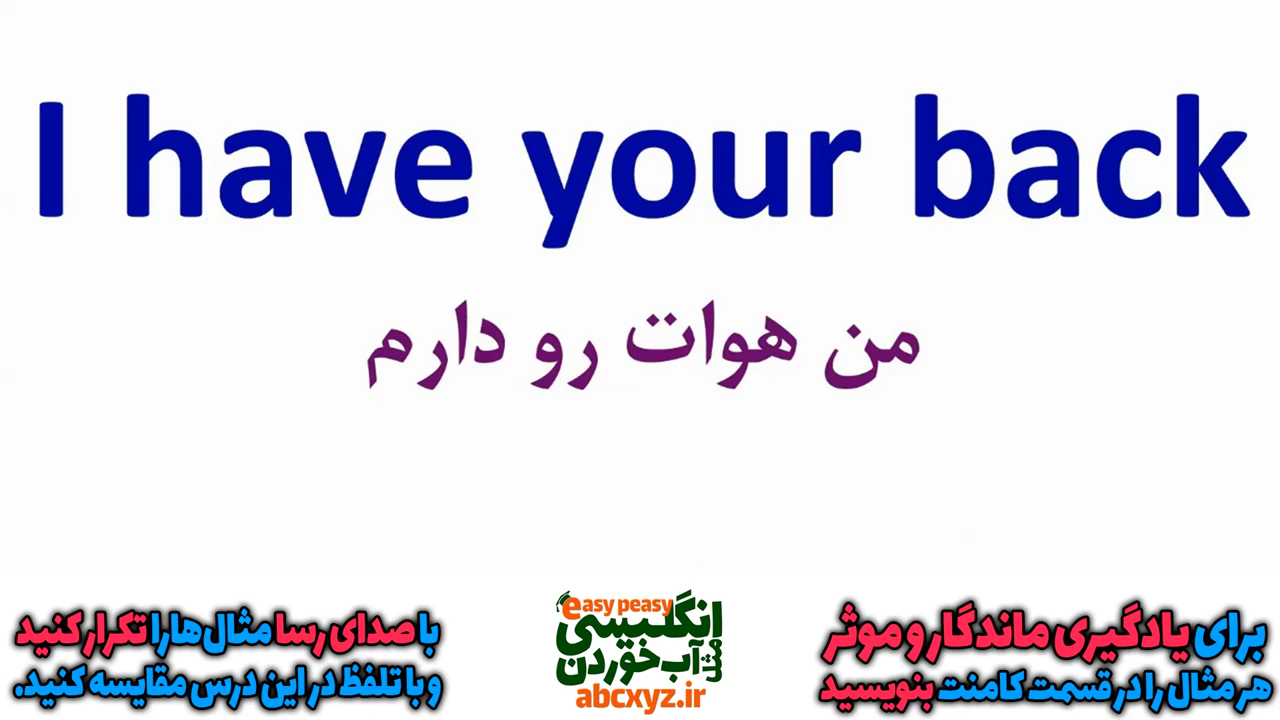 I have your back
من هوات رو دارم
برای یادگیری ماندگار و موثر
هر مثال را در قسمت کامنت بنویسید
easy peasy
انگلیسی
مثل آب خوردن
abcxyz.ir
با صدای رسا مثال‌ها را تکرار کنید
و با تلفظ در این درس مقایسه کنید.